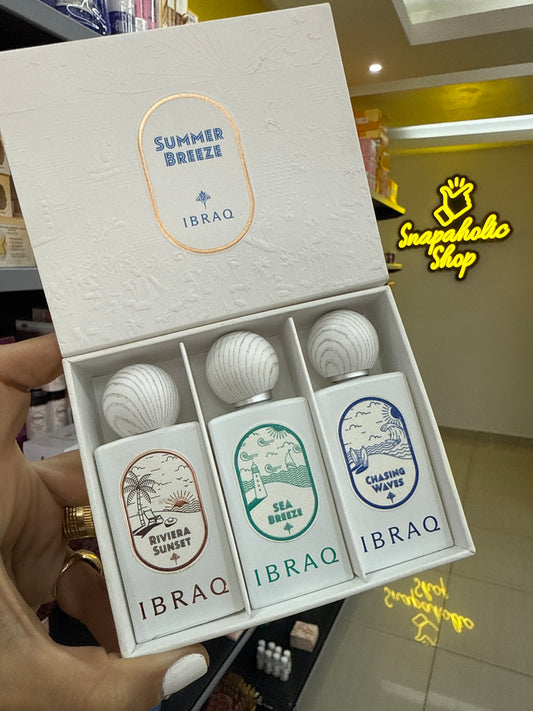 SUMMER
BREEZE
IBRAQ
Snapaholic
Shop
RIVIERA
SUNSET
IBRAQ
SEA
BREEZE
IBRAQ
CHASING
WAVES
IBRAQ